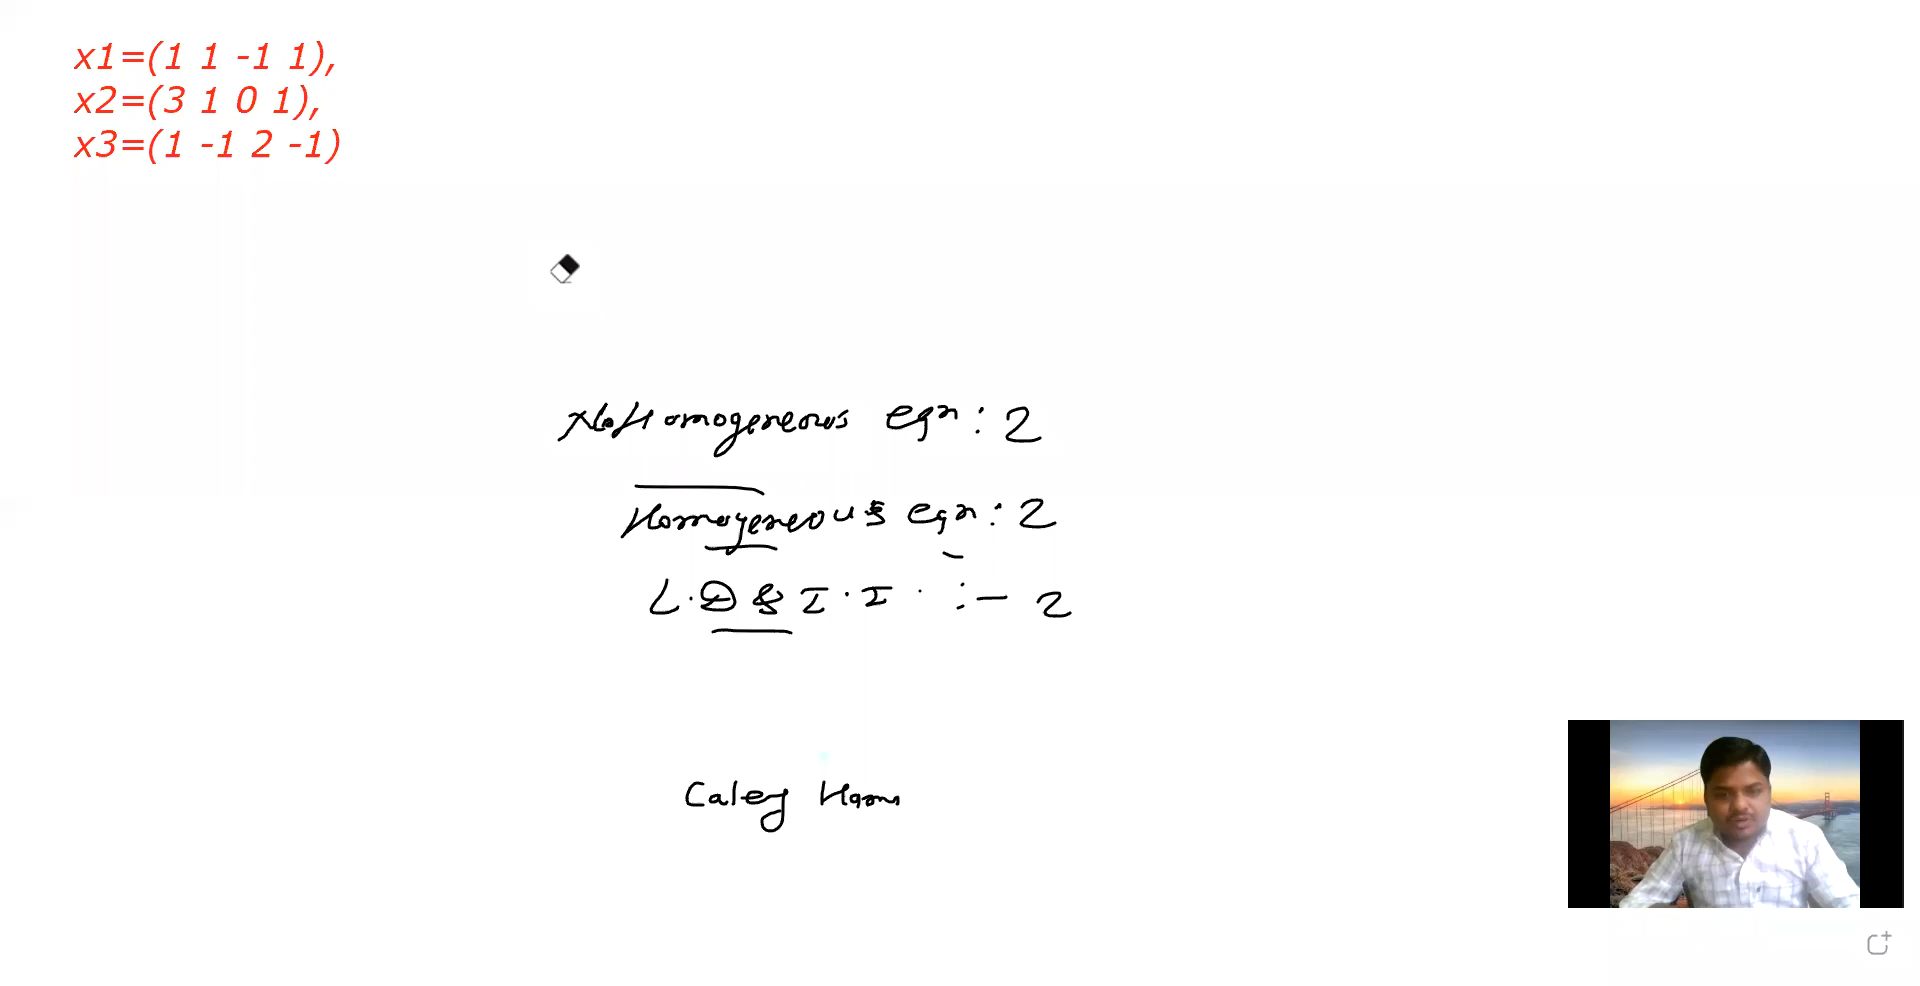 x1=(1 1 -1 1),
x2=(3 1 0 1),
x3=(1 -1 2 -1)
Homogeneous eqn : 2
Homogeneous eqn : 2
L.D & I.I. :- 2
Caley Ham